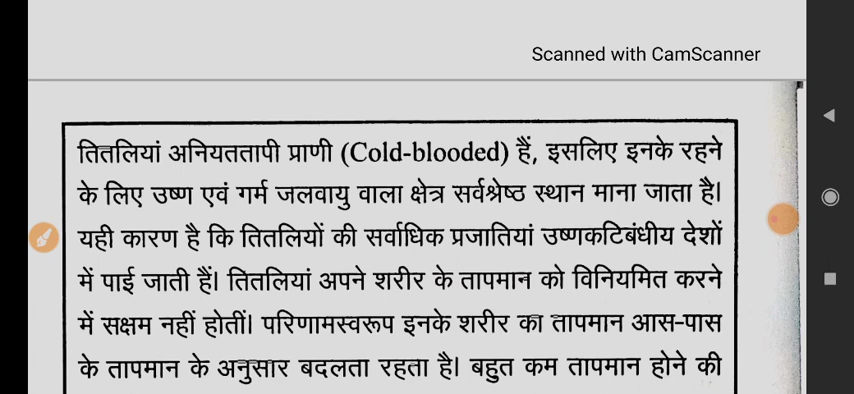 Scanned with CamScanner
तितलियां अनियततापी प्राणी (Cold-blooded) हैं, इसलिए इनके रहने
के लिए उष्ण एवं गर्म जलवायु वाला क्षेत्र सर्वश्रेष्ठ स्थान माना जाता है।
यही कारण है कि तितलियों की सर्वाधिक प्रजातियां उष्णकटिबंधीय देशों
में पाई जाती हैं। तितलियां अपने शरीर के तापमान को विनियमित करने
में सक्षम नहीं होतीं। परिणामस्वरूप इनके शरीर का तापमान आस-पास
के तापमान के अनुसार बदलता रहता है। बहुत कम तापमान होने की